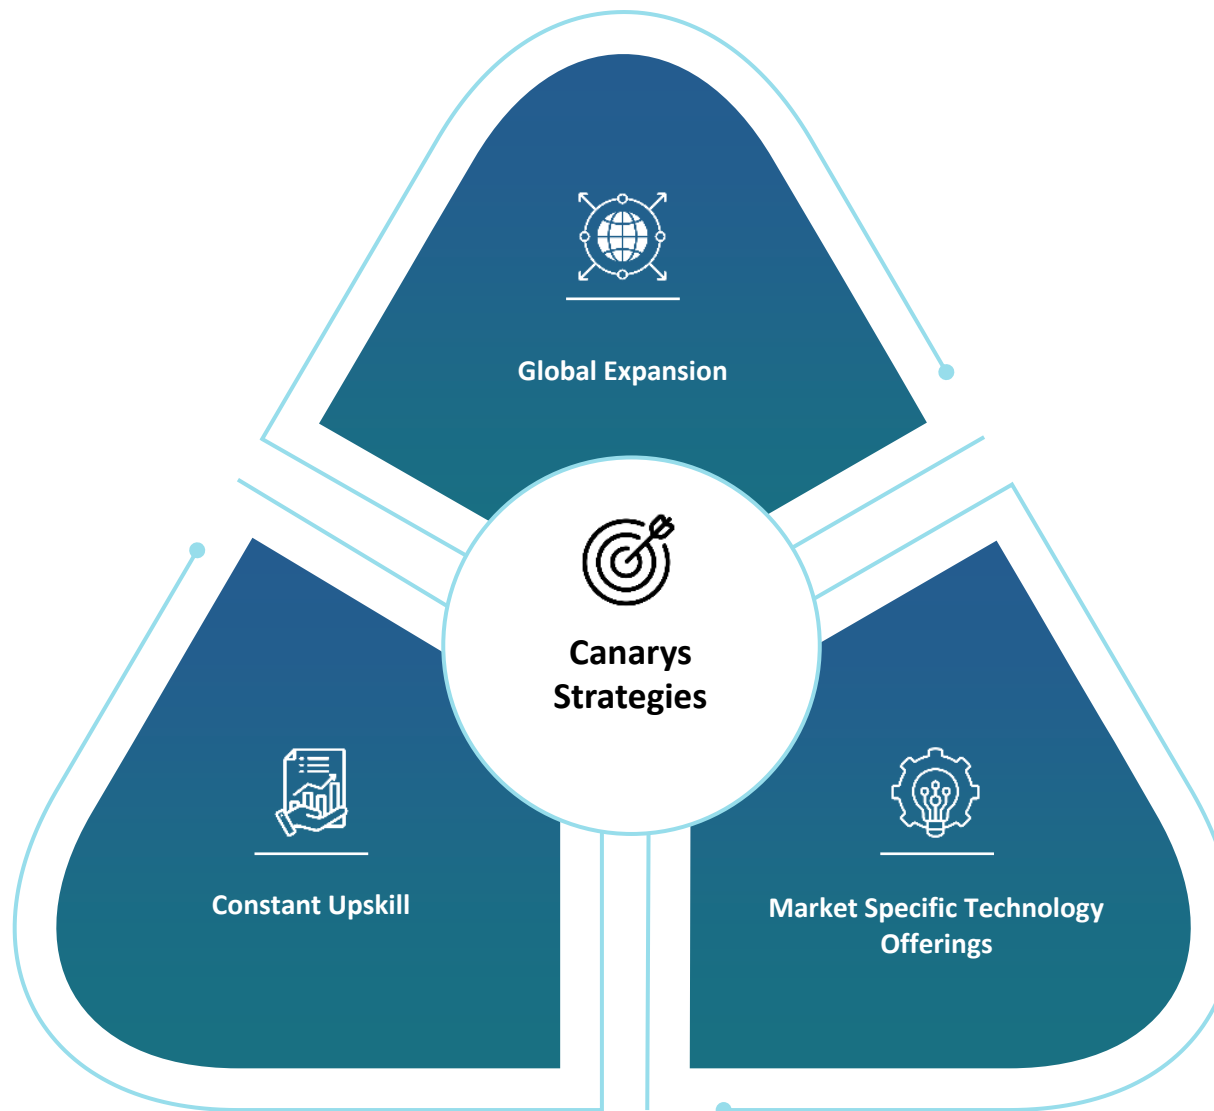 Global Expansion
Canarys
Strategies
Constant Upskill
Market Specific Technology
Offerings